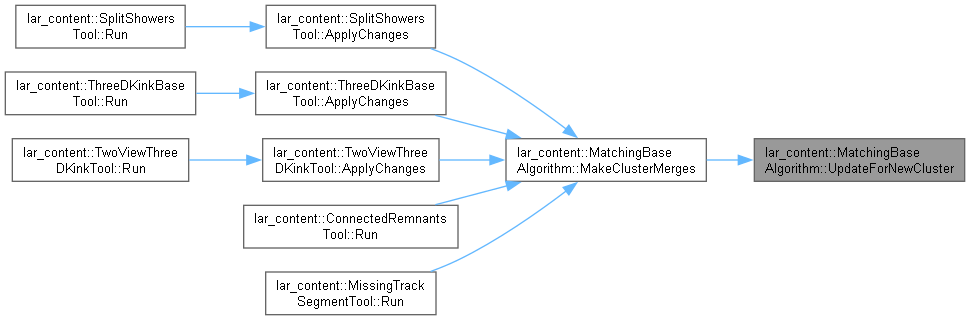 lar_content::SplitShowers
Tool::Run
lar_content::SplitShowers
Tool::ApplyChanges
lar_content::ThreeDKinkBase
Tool::Run
lar_content::ThreeDKinkBase
Tool::ApplyChanges
lar_content::TwoViewThree
DKinkTool::Run
lar_content::TwoViewThree
DKinkTool::ApplyChanges
lar_content::MatchingBase
Algorithm::MakeClusterMerges
lar_content::MatchingBase
Algorithm::UpdateForNewCluster
lar_content::ConnectedRemnants
Tool::Run
lar_content::MissingTrack
SegmentTool::Run